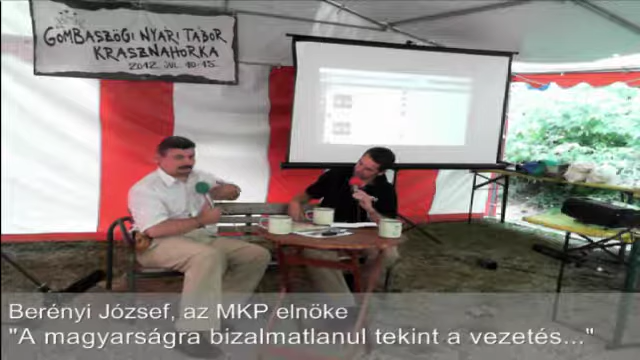 GOMBASZÖGI NYÁRI TÁBOR
KRASZNAHORKA
2012. JÚL. 10-15.
Berényi József, az MKP elnöke
"A magyarságra bizalmatlanul tekint a vezetés..."